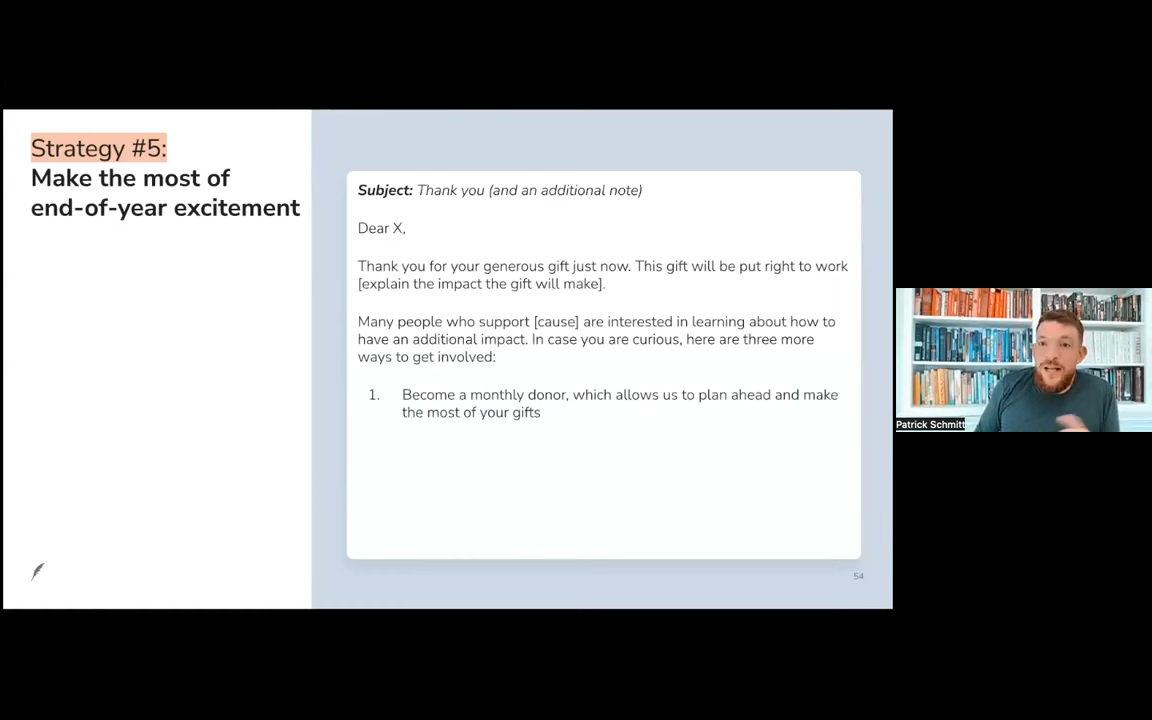 Strategy #5:
Make the most of
end-of-year excitement
Subject: Thank you (and an additional note)
Dear X,
Thank you for your generous gift just now. This gift will be put right to work
[explain the impact the gift will make].
Many people who support [cause] are interested in learning about how to
have an additional impact. In case you are curious, here are three more
ways to get involved:
1. Become a monthly donor, which allows us to plan ahead and make
the most of your gifts
54
Patrick Schmitt